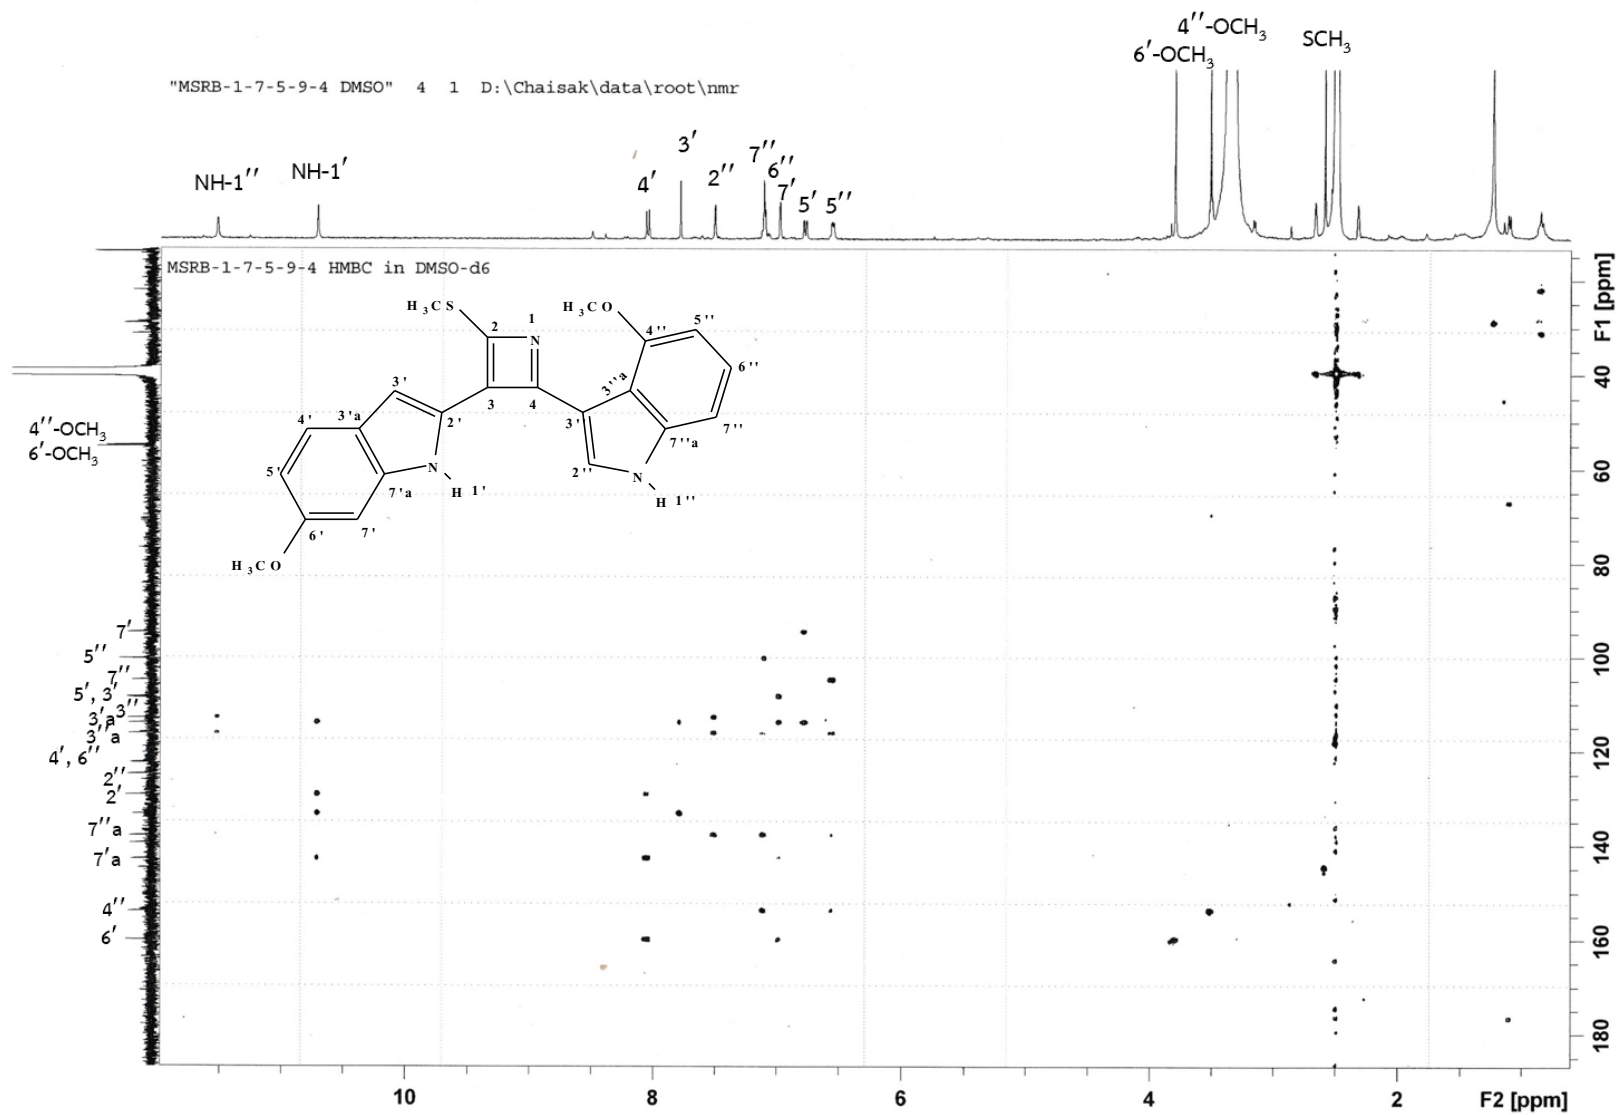 4''-OCH3
6'-OCH3 SCH3
"MSRB-1-7-5-9-4 DMSO" 4 1 D:\Chaisak\data\root\nmr
NH-1'' NH-1' 4' 3' 2'' 7'' 6'' 7' 5' 5''
MSRB-1-7-5-9-4 HMBC in DMSO-d6
H3CS 2 1 N H3CO 4'' 5''
6''
3' 3''a
4' 3'a 2' 3 4 3' 7''
7''a
5' N 2'' N
7'a H 1' H 1''
6' 7'
H3CO
4''-OCH3
6'-OCH3
7'
5''
7''
5', 3'
3''
3'a
3''a
4', 6''
2''
2'
7''a
7'a
4''
6'
F1 [ppm]
40
60
80
100
120
140
160
180
10 8 6 4 2 F2 [ppm]